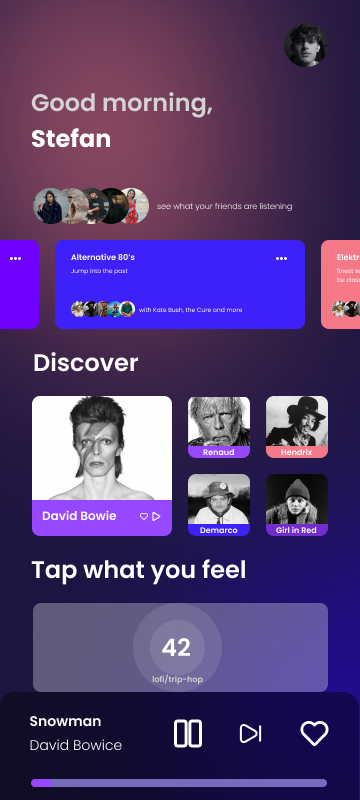 Good morning,
Stefan
see what your friends are listening
Alternative 80's
Jump into the past
with Kate Bush, the Cure and more
Elektr
finest s
be clos
Discover
David Bowie
Renaud
Hendrix
Demarco
Girl in Red
Tap what you feel
42
lofi/trip-hop
Snowman
David Bowice